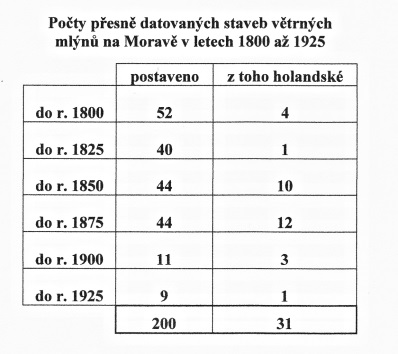 Počty přesně datovaných staveb větrných
mlýnů na Moravě v letech 1800 až 1925
postaveno z toho holandské
do r. 1800 52 4
do r. 1825 40 1
do r. 1850 44 10
do r. 1875 44 12
do r. 1900 11 3
do r. 1925 9 1
200 31